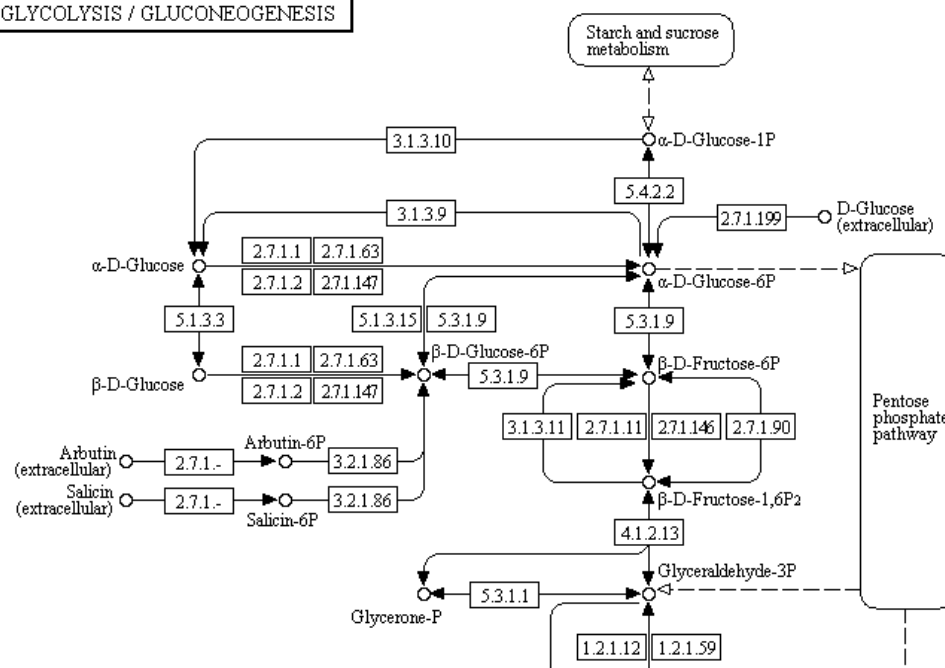 GLYCOLYSIS / GLUCONEOGENESIS
Starch and sucrose
metabolism
3.1.3.10
α-D-Glucose-1P
5.4.2.2
3.1.3.9
2.7.1.199
D-Glucose
(extracellular)
2.7.1.1
2.7.1.63
α-D-Glucose
2.7.1.2
2.7.1.147
α-D-Glucose-6P
5.1.3.3
5.1.3.15
5.3.1.9
5.3.1.9
β-D-Glucose-6P
2.7.1.1
2.7.1.63
β-D-Fructose-6P
β-D-Glucose
5.3.1.9
2.7.1.2
2.7.1.147
Pentose
phosphate
pathway
3.1.3.11
2.7.1.11
2.7.1.146
2.7.1.90
Arbutin
(extracellular)
2.7.1.-
Arbutin-6P
3.2.1.86
Salicin
(extracellular)
2.7.1.-
Salicin-6P
3.2.1.86
β-D-Fructose-1,6P2
4.1.2.13
Glyceraldehyde-3P
5.3.1.1
Glycerone-P
1.2.1.12
1.2.1.59